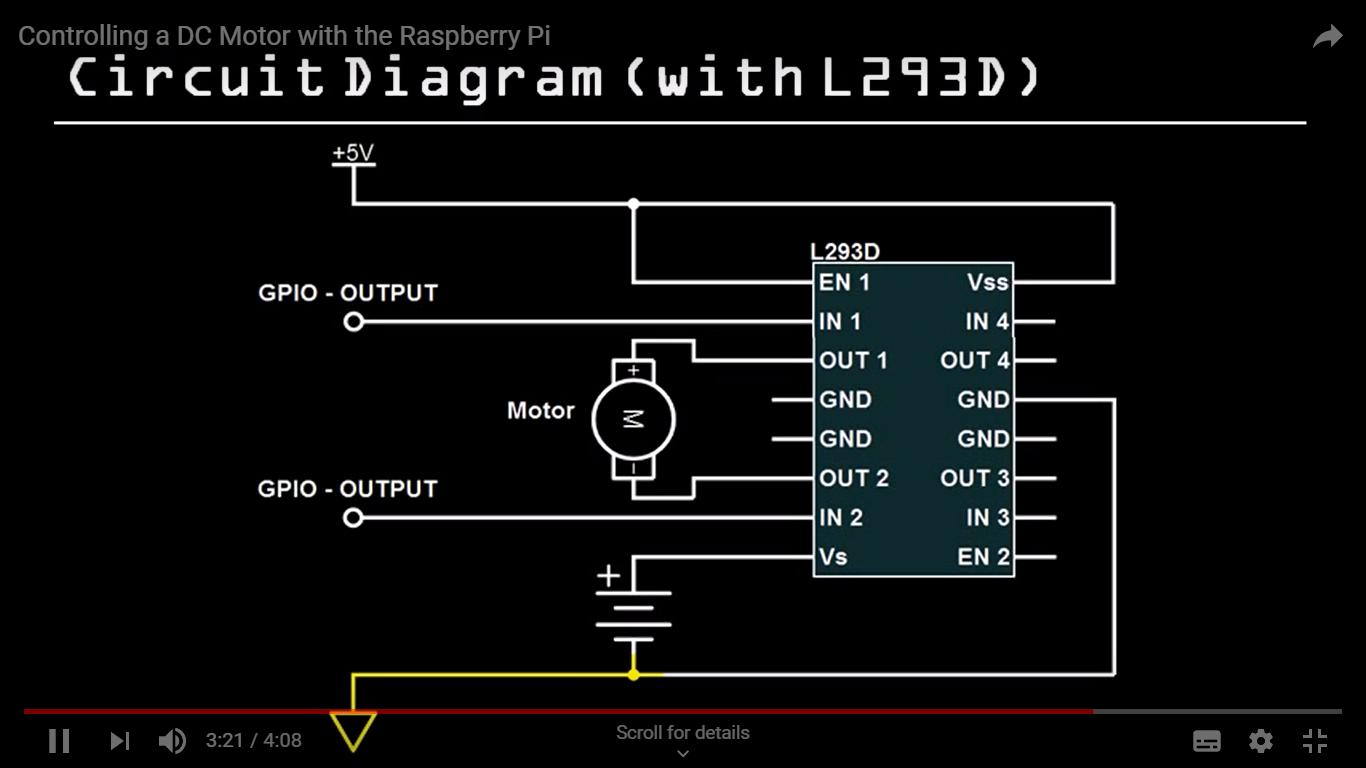 Controlling a DC Motor with the Raspberry Pi
Circuit Diagram (with L293D)
+5V
L293D
EN 1 Vss
GPIO - OUTPUT
IN 1 IN 4
OUT 1 OUT 4
+
GND GND
Motor M
GND GND
-
OUT 2 OUT 3
GPIO - OUTPUT
IN 2 IN 3
Vs EN 2
+
3:21 / 4:08
Scroll for details